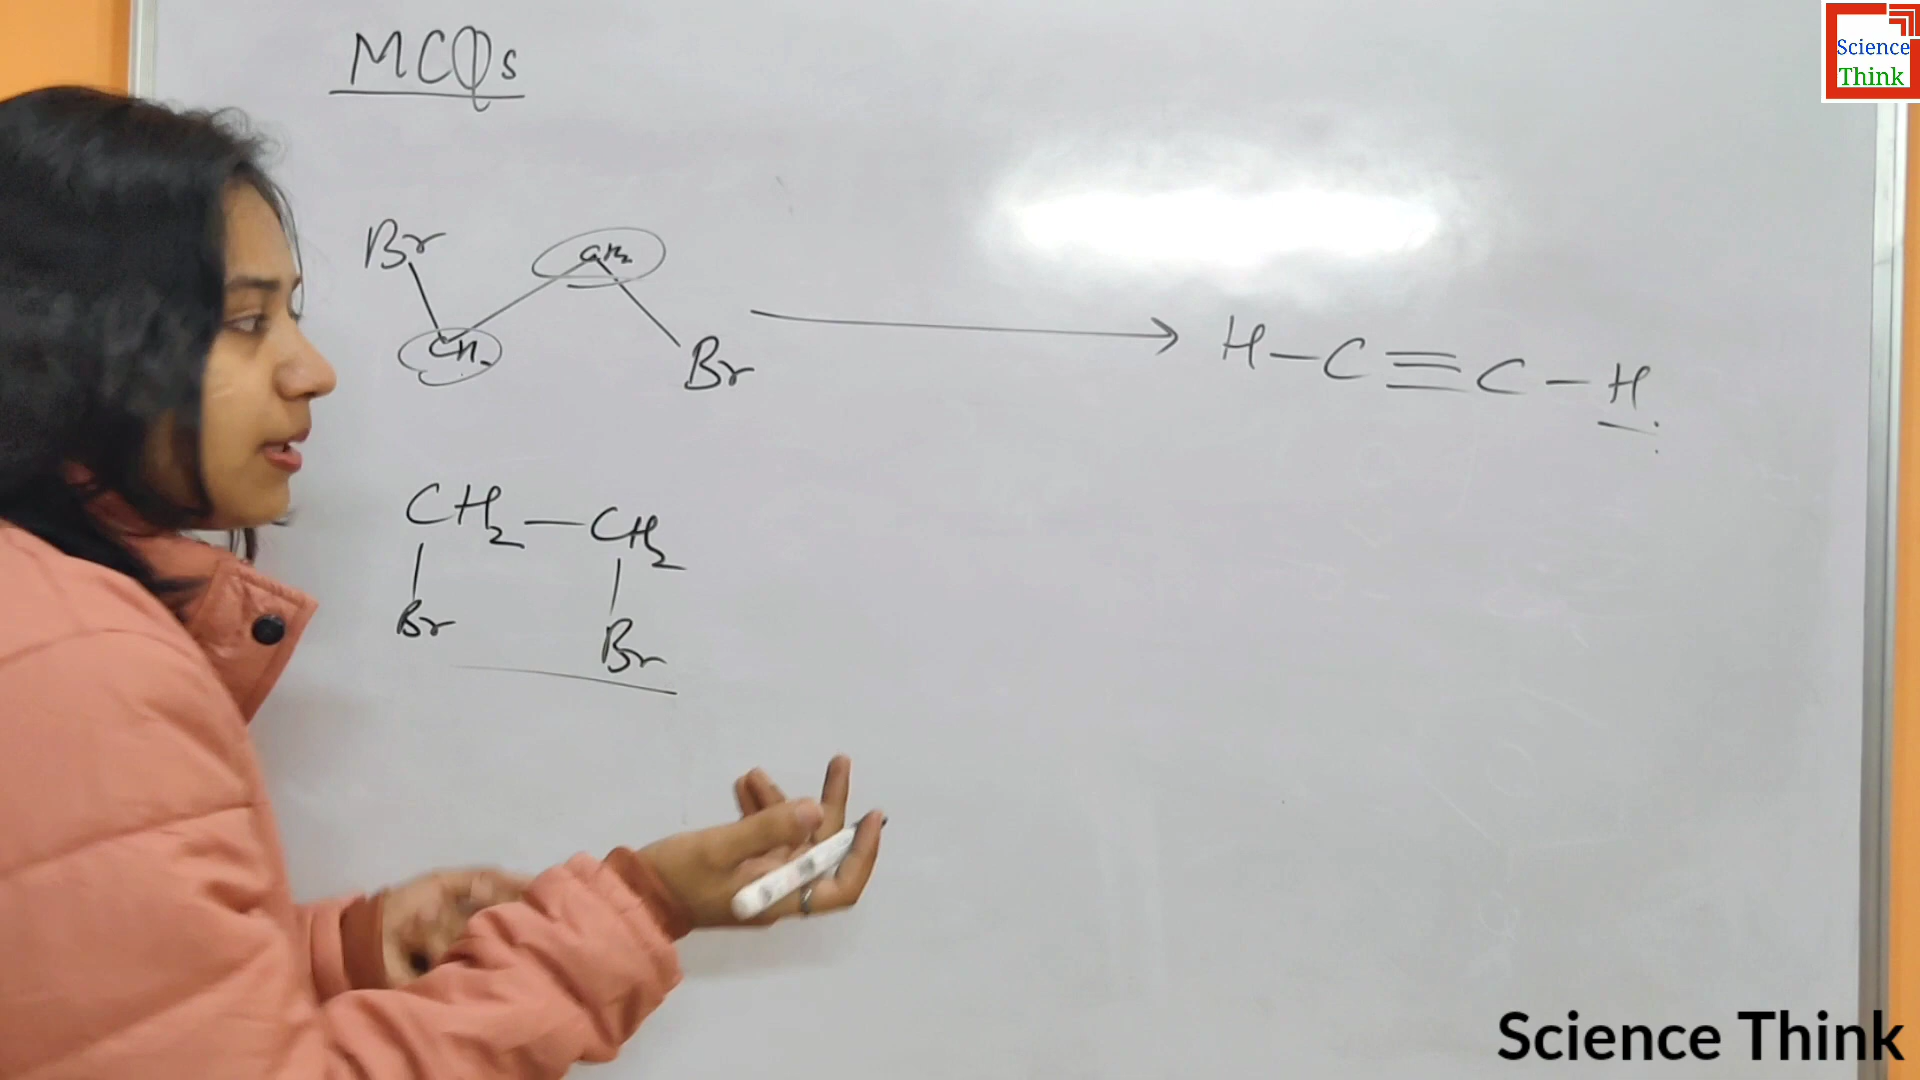 MCQs
Science
Think
Br
CH2
CH2
Br
H-C≡C-H
CH2-CH2
Br Br
Science Think